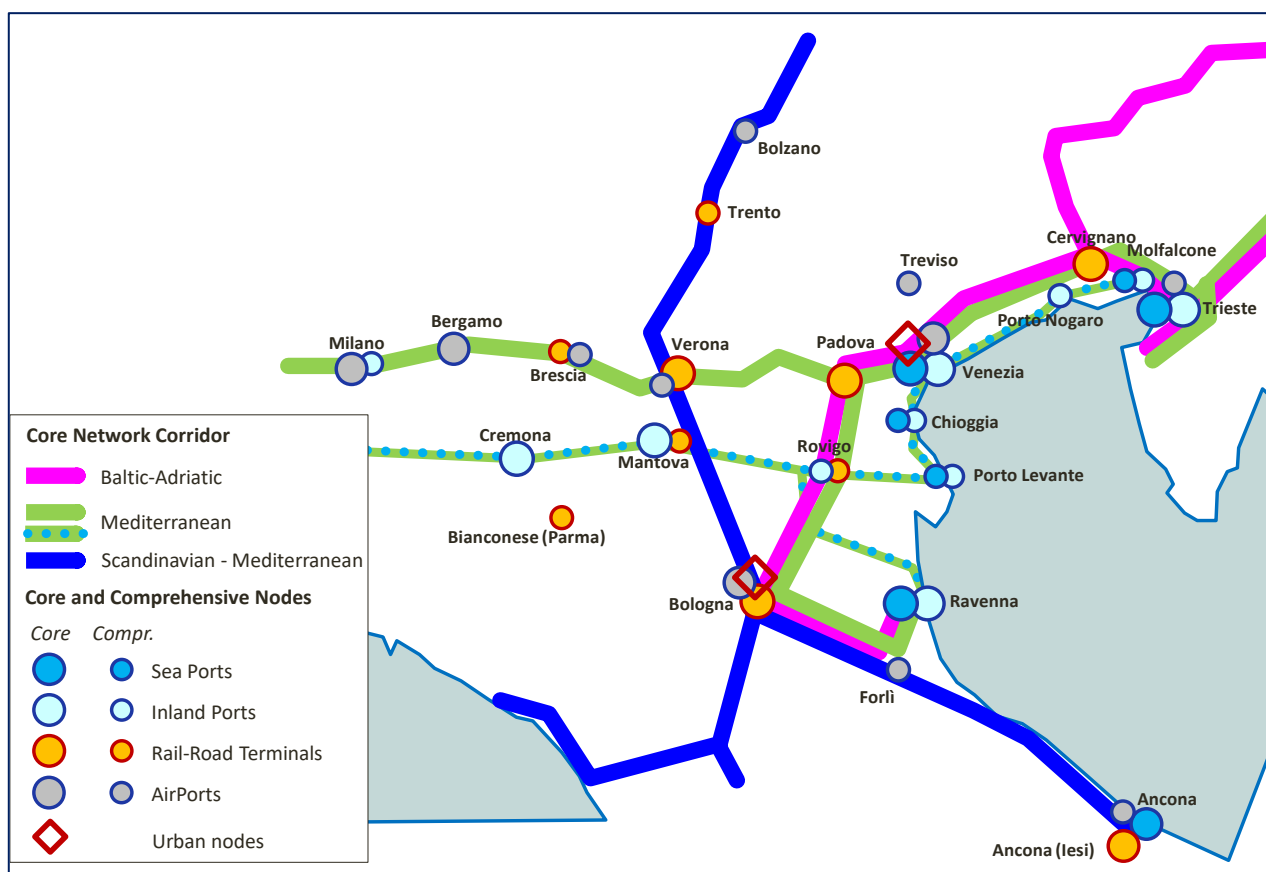 Bolzano
Trento
Cervignano
Molfalcone
Treviso
Bergamo
Milano
Verona
Padova
Porto Nogaro
Trieste
Brescia
Venezia
Core Network Corridor
Baltic-Adriatic
Mediterranean
Scandinavian - Mediterranean
Cremona
Mantova
Rovigo
Chioggia
Porto Levante
Bianconese (Parma)
Core and Comprehensive Nodes
Core Compr.
Sea Ports
Inland Ports
Rail-Road Terminals
AirPorts
Urban nodes
Bologna
Ravenna
Forlì
Ancona
Ancona (Iesi)